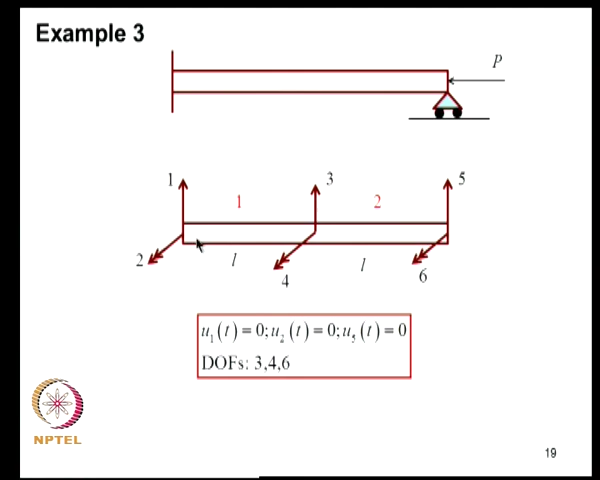 Example 3
P
1
3
5
1
2
2
l
4
l
6
u₁(t) = 0; u₂(t) = 0; u₅(t) = 0
DOFs: 3,4,6
NPTEL
19